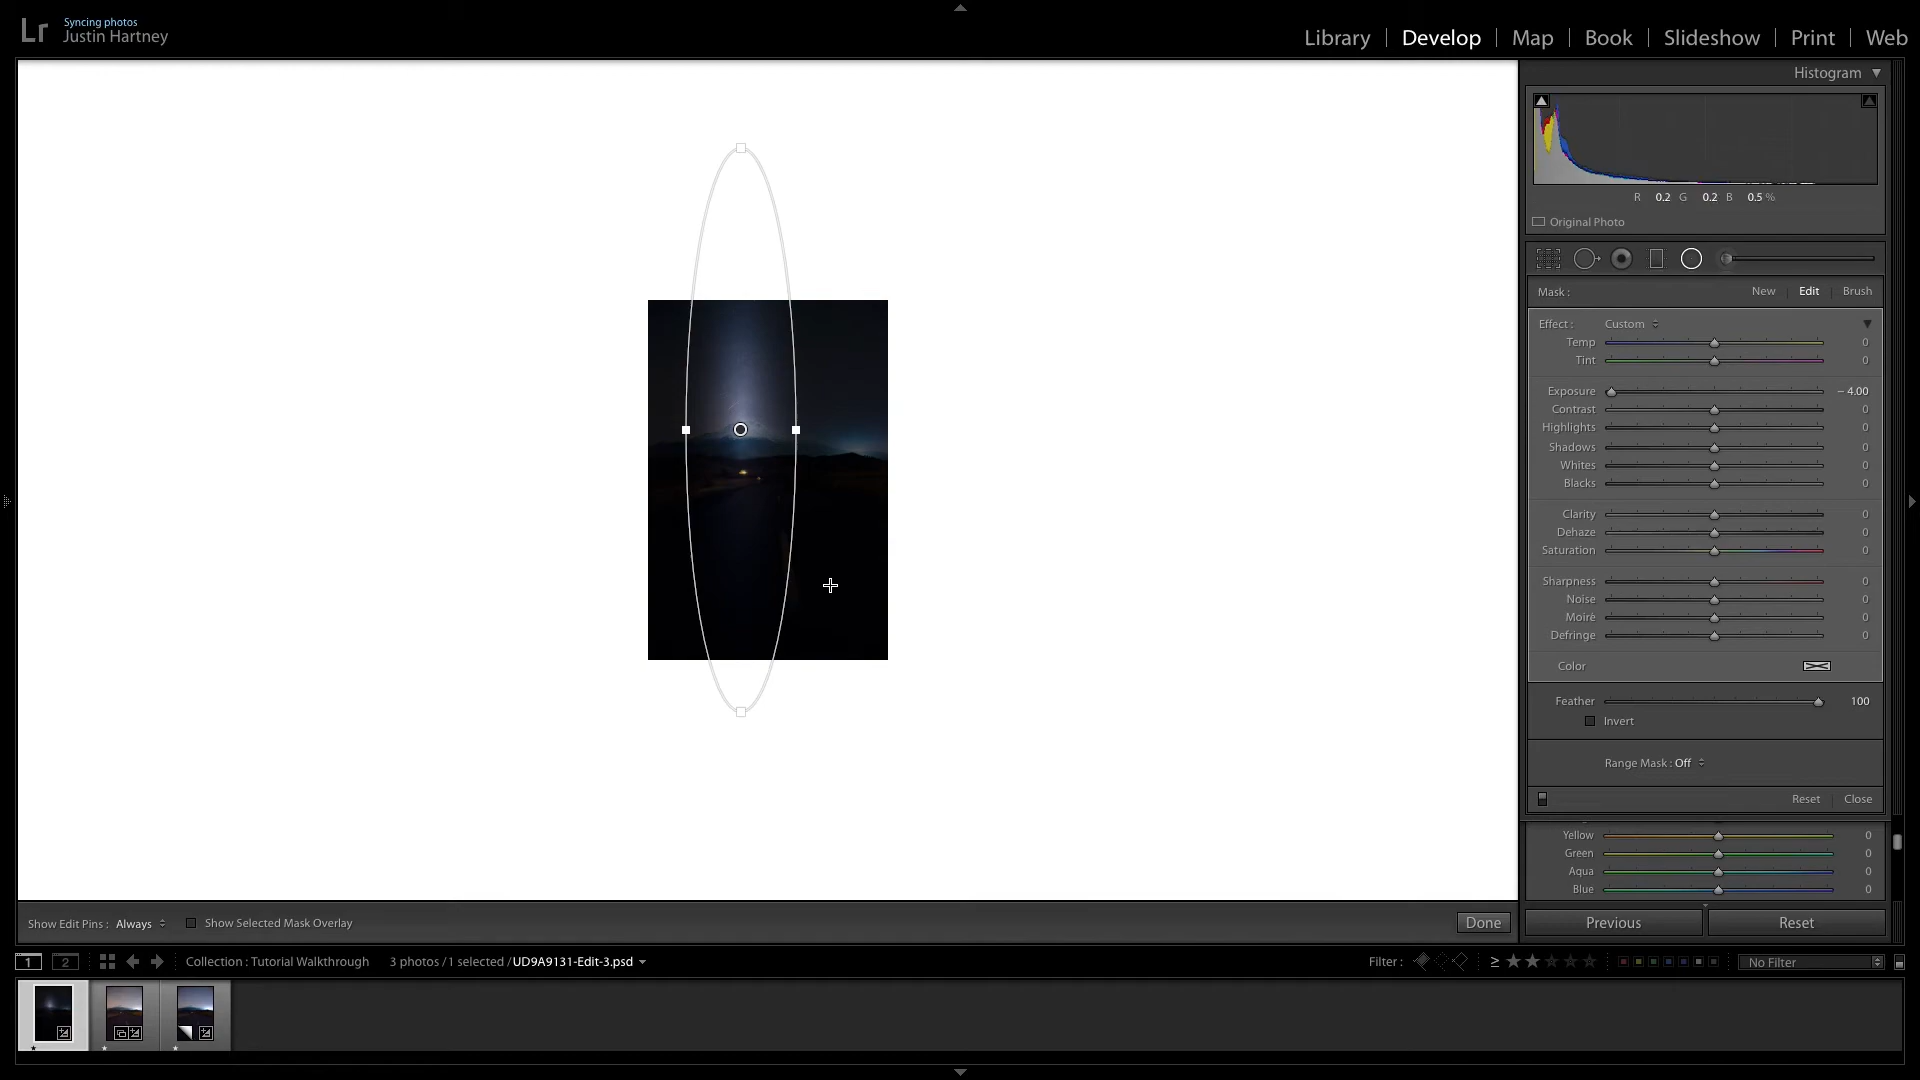 Lr Syncing photos
Justin Hartney
Library | Develop | Map | Book | Slideshow | Print | Web
Histogram
R 0.2 G 0.2 B 0.5 %
Original Photo
Mask : New | Edit | Brush
Effect : Custom
Temp 0
Tint 0
Exposure – 4.00
Contrast 0
Highlights 0
Shadows 0
Whites 0
Blacks 0
Clarity 0
Dehaze 0
Saturation 0
Sharpness 0
Noise 0
Moiré 0
Defringe 0
Color
Feather 100
Invert
Range Mask : Off
Reset | Close
Yellow 0
Green 0
Aqua 0
Blue 0
Show Edit Pins : Always Show Selected Mask Overlay Done Previous Reset
1 2 Collection : Tutorial Walkthrough 3 photos / 1 selected / UD9A9131-Edit-3.psd Filter : ≥ No Filter